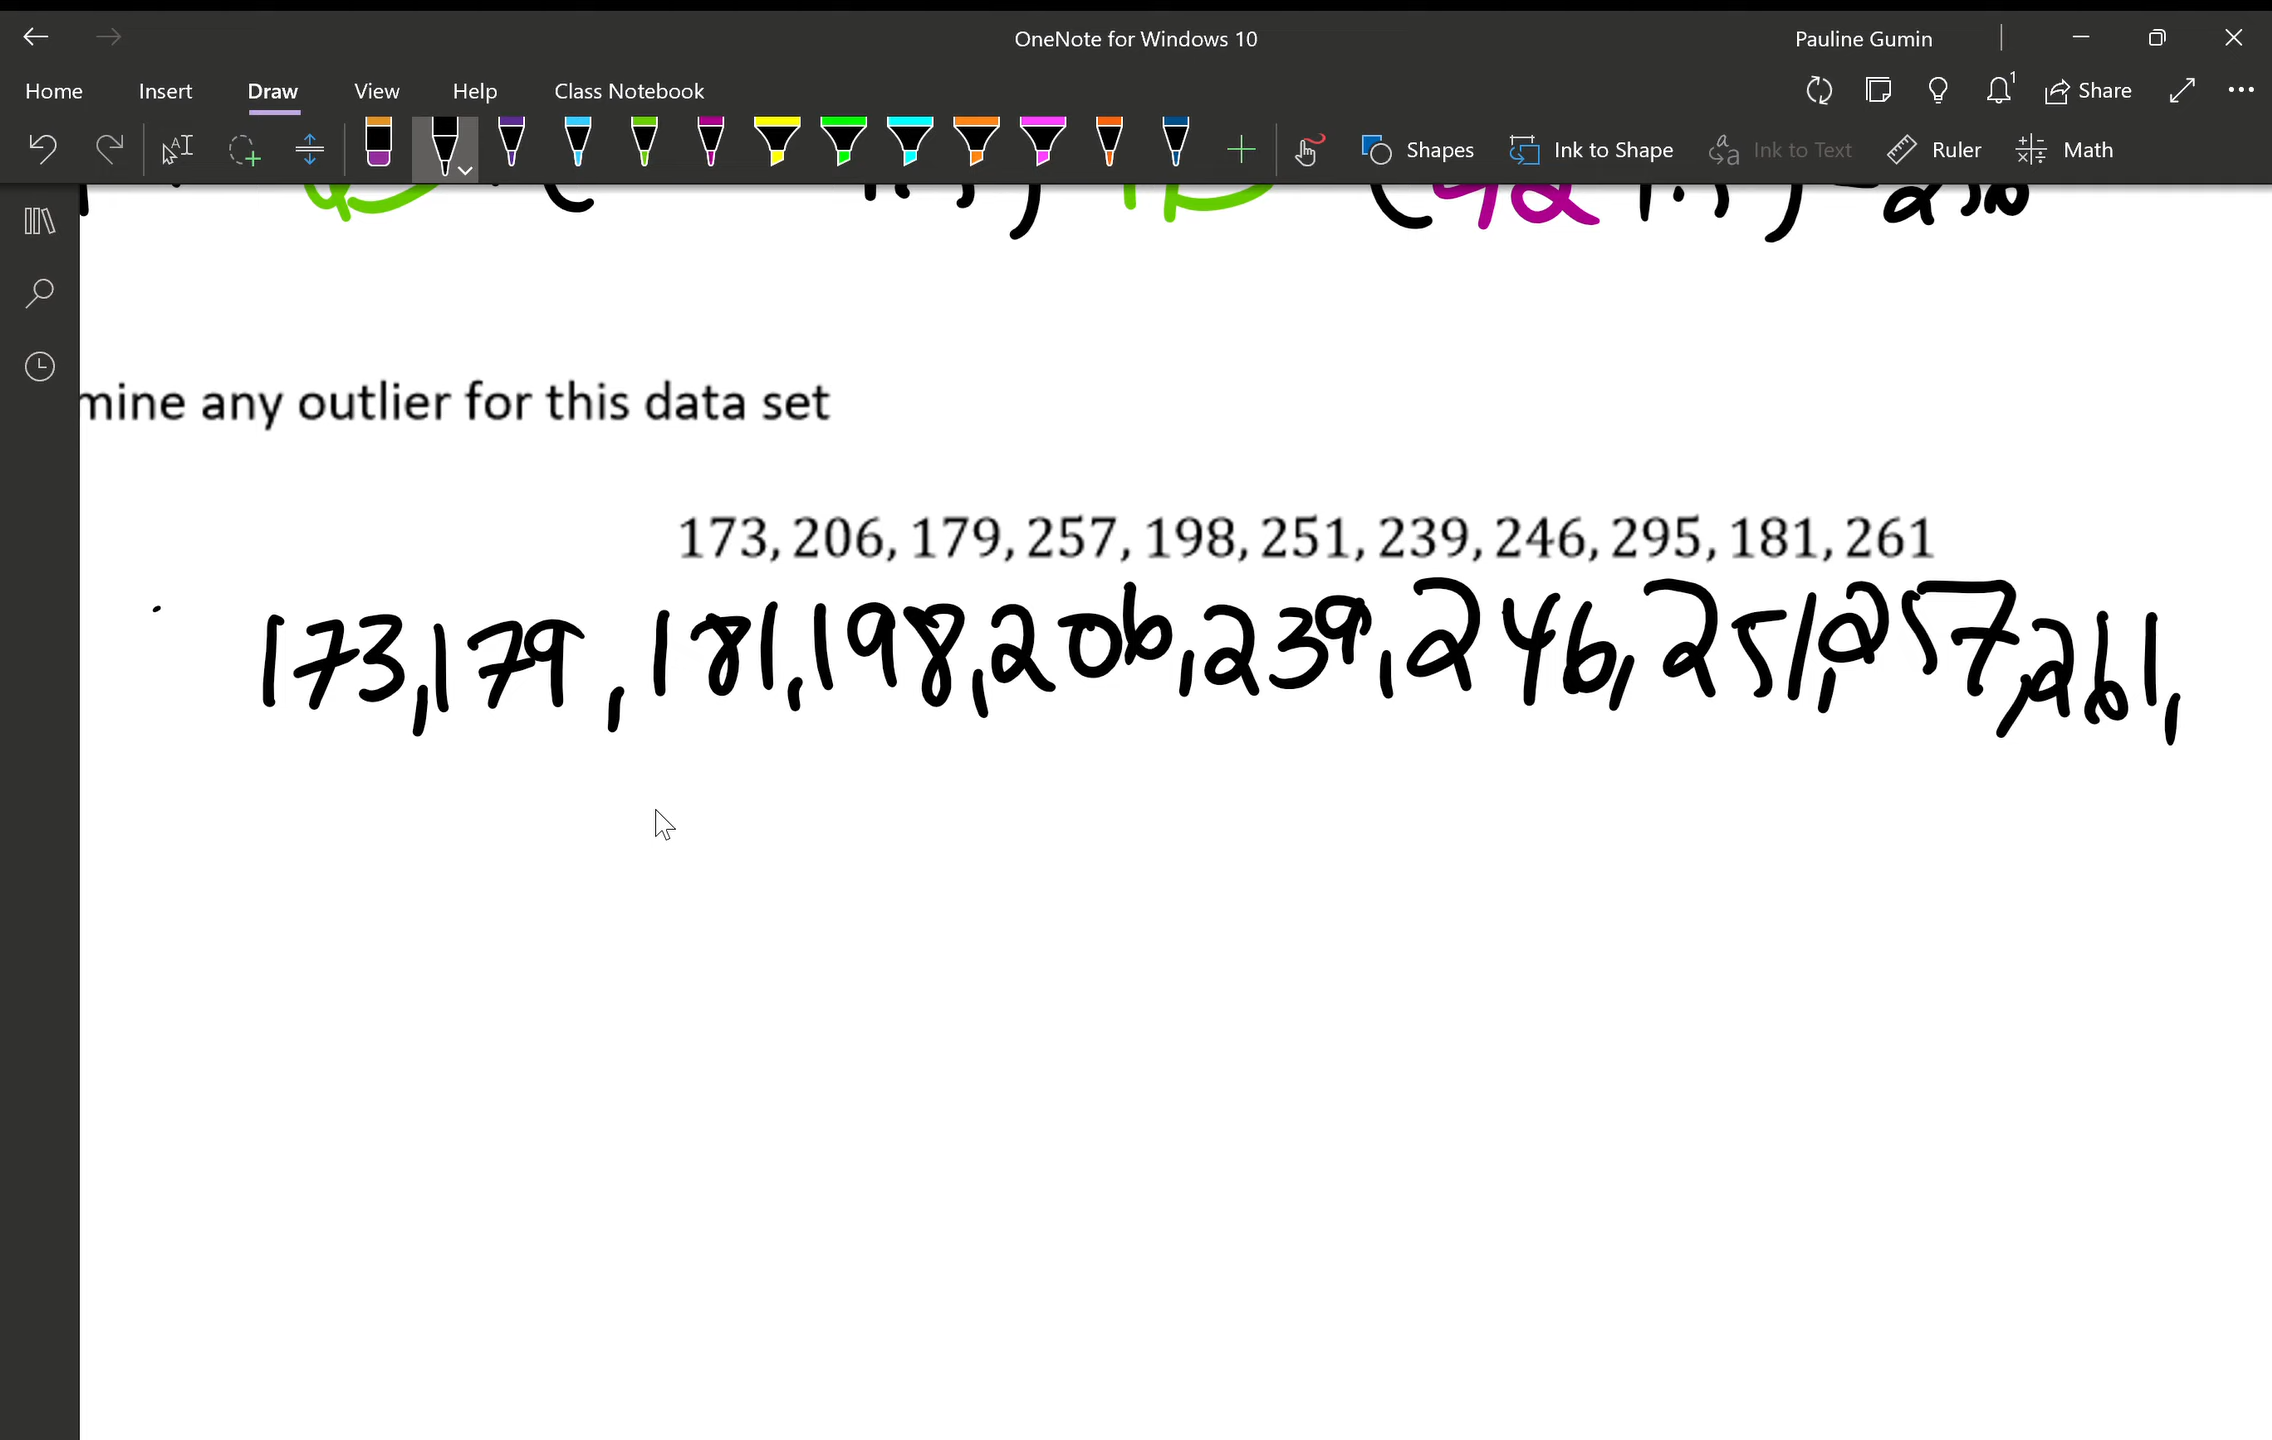 OneNote for Windows 10
Pauline Gumin
Home Insert Draw View Help Class Notebook
1 Share
Shapes Ink to Shape Ink to Text Ruler Math
mine any outlier for this data set
173, 206, 179, 257, 198, 251, 239, 246, 295, 181, 261
173,179,181,198,206,239,246,251,257,261,